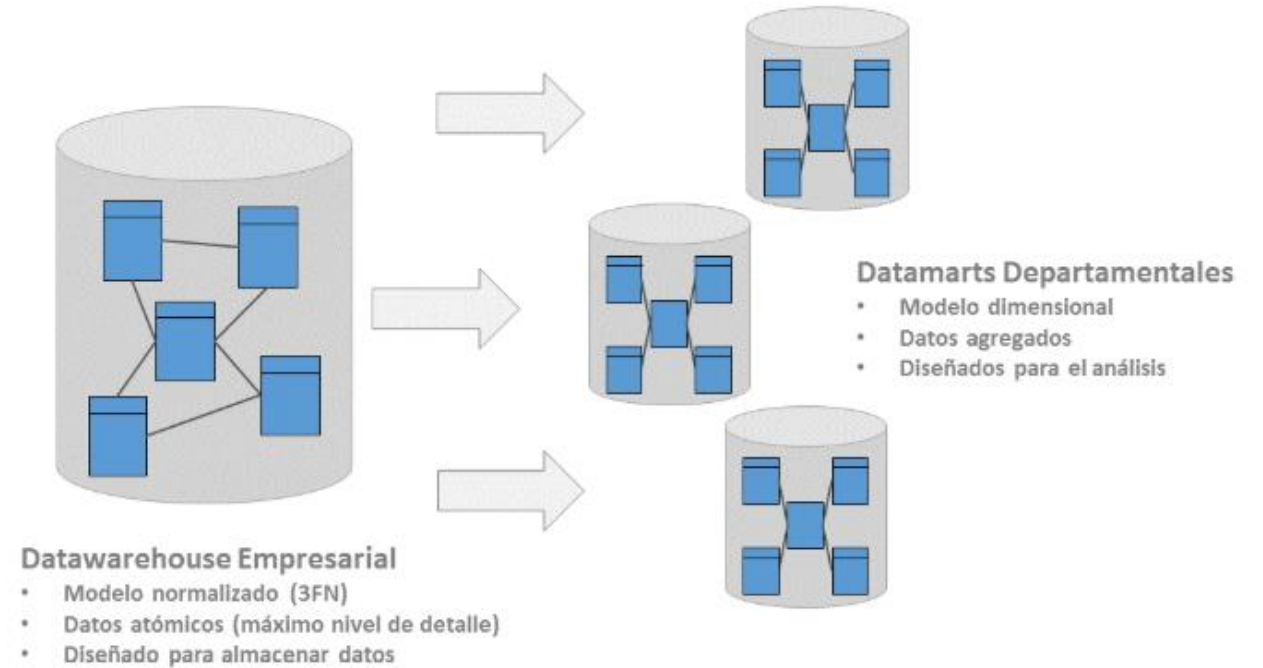 Datamarts Departamentales
• Modelo dimensional
• Datos agregados
• Diseñados para el análisis
Datawarehouse Empresarial
• Modelo normalizado (3FN)
• Datos atómicos (máximo nivel de detalle)
• Diseñado para almacenar datos